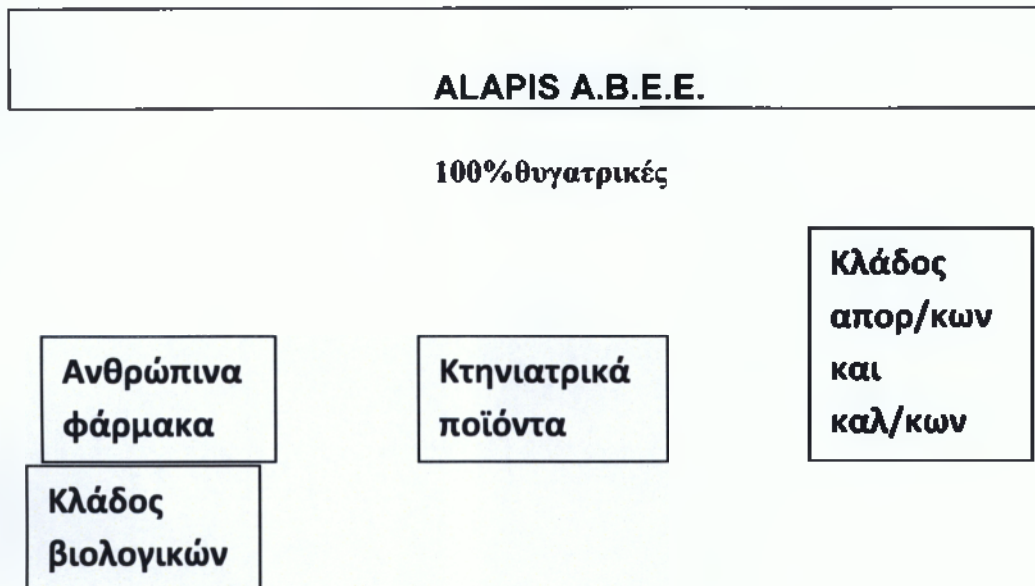 ALAPIS A.B.E.E.
100%θυγατρικές
Κλάδος
απορ/κων
και
καλ/κων
Ανθρώπινα
φάρμακα
Κτηνιατρικά
ποϊόντα
Κλάδος
βιολογικών